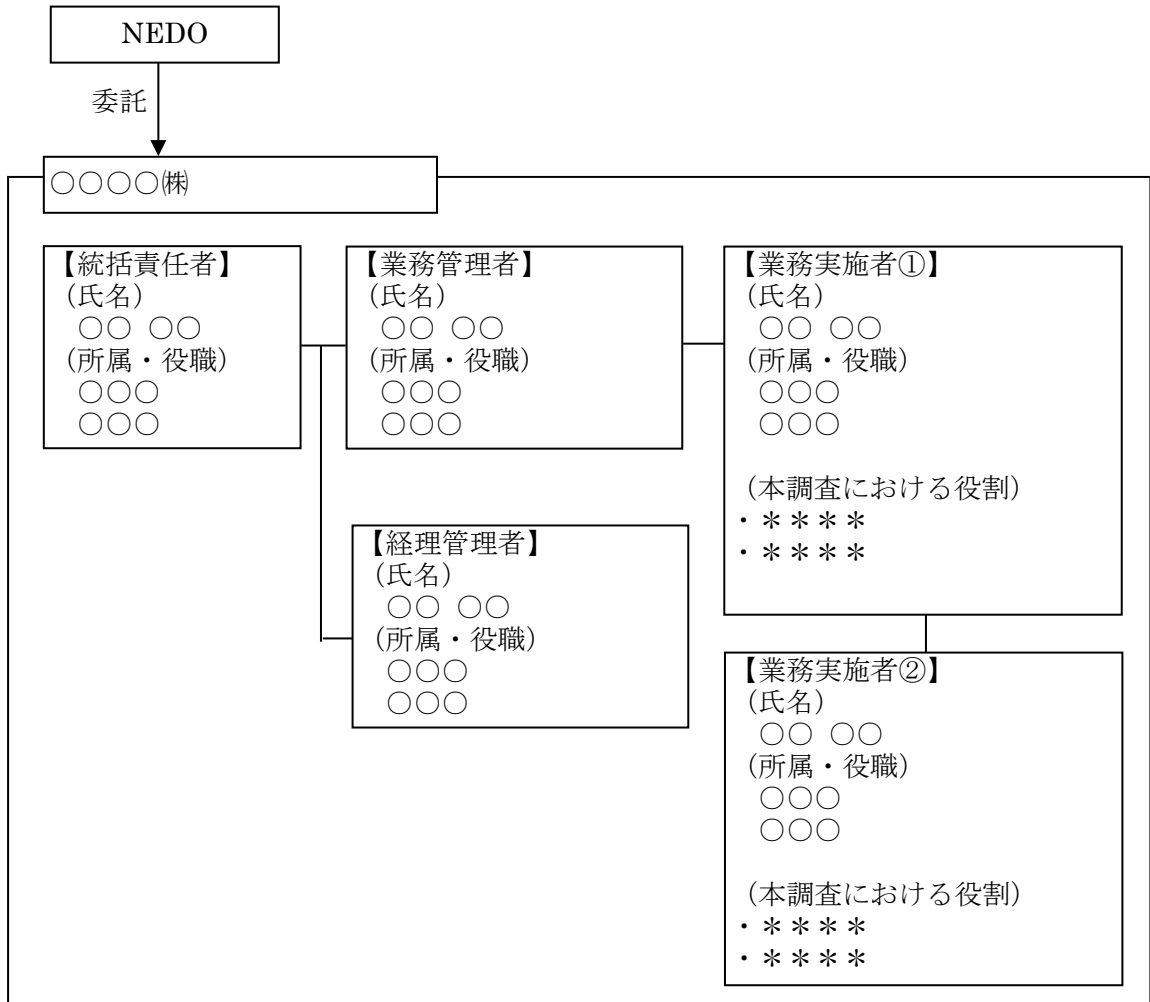 NEDO
委託
○○○○㈱
【統括責任者】
(氏名)
○○ ○○
(所属・役職)
○○○
○○○
【業務管理者】
(氏名)
○○ ○○
(所属・役職)
○○○
○○○
【業務実施者①】
(氏名)
○○ ○○
(所属・役職)
○○○
○○○
(本調査における役割)
・＊＊＊＊
・＊＊＊＊
【経理管理者】
(氏名)
○○ ○○
(所属・役職)
○○○
○○○
【業務実施者②】
(氏名)
○○ ○○
(所属・役職)
○○○
○○○
(本調査における役割)
・＊＊＊＊
・＊＊＊＊